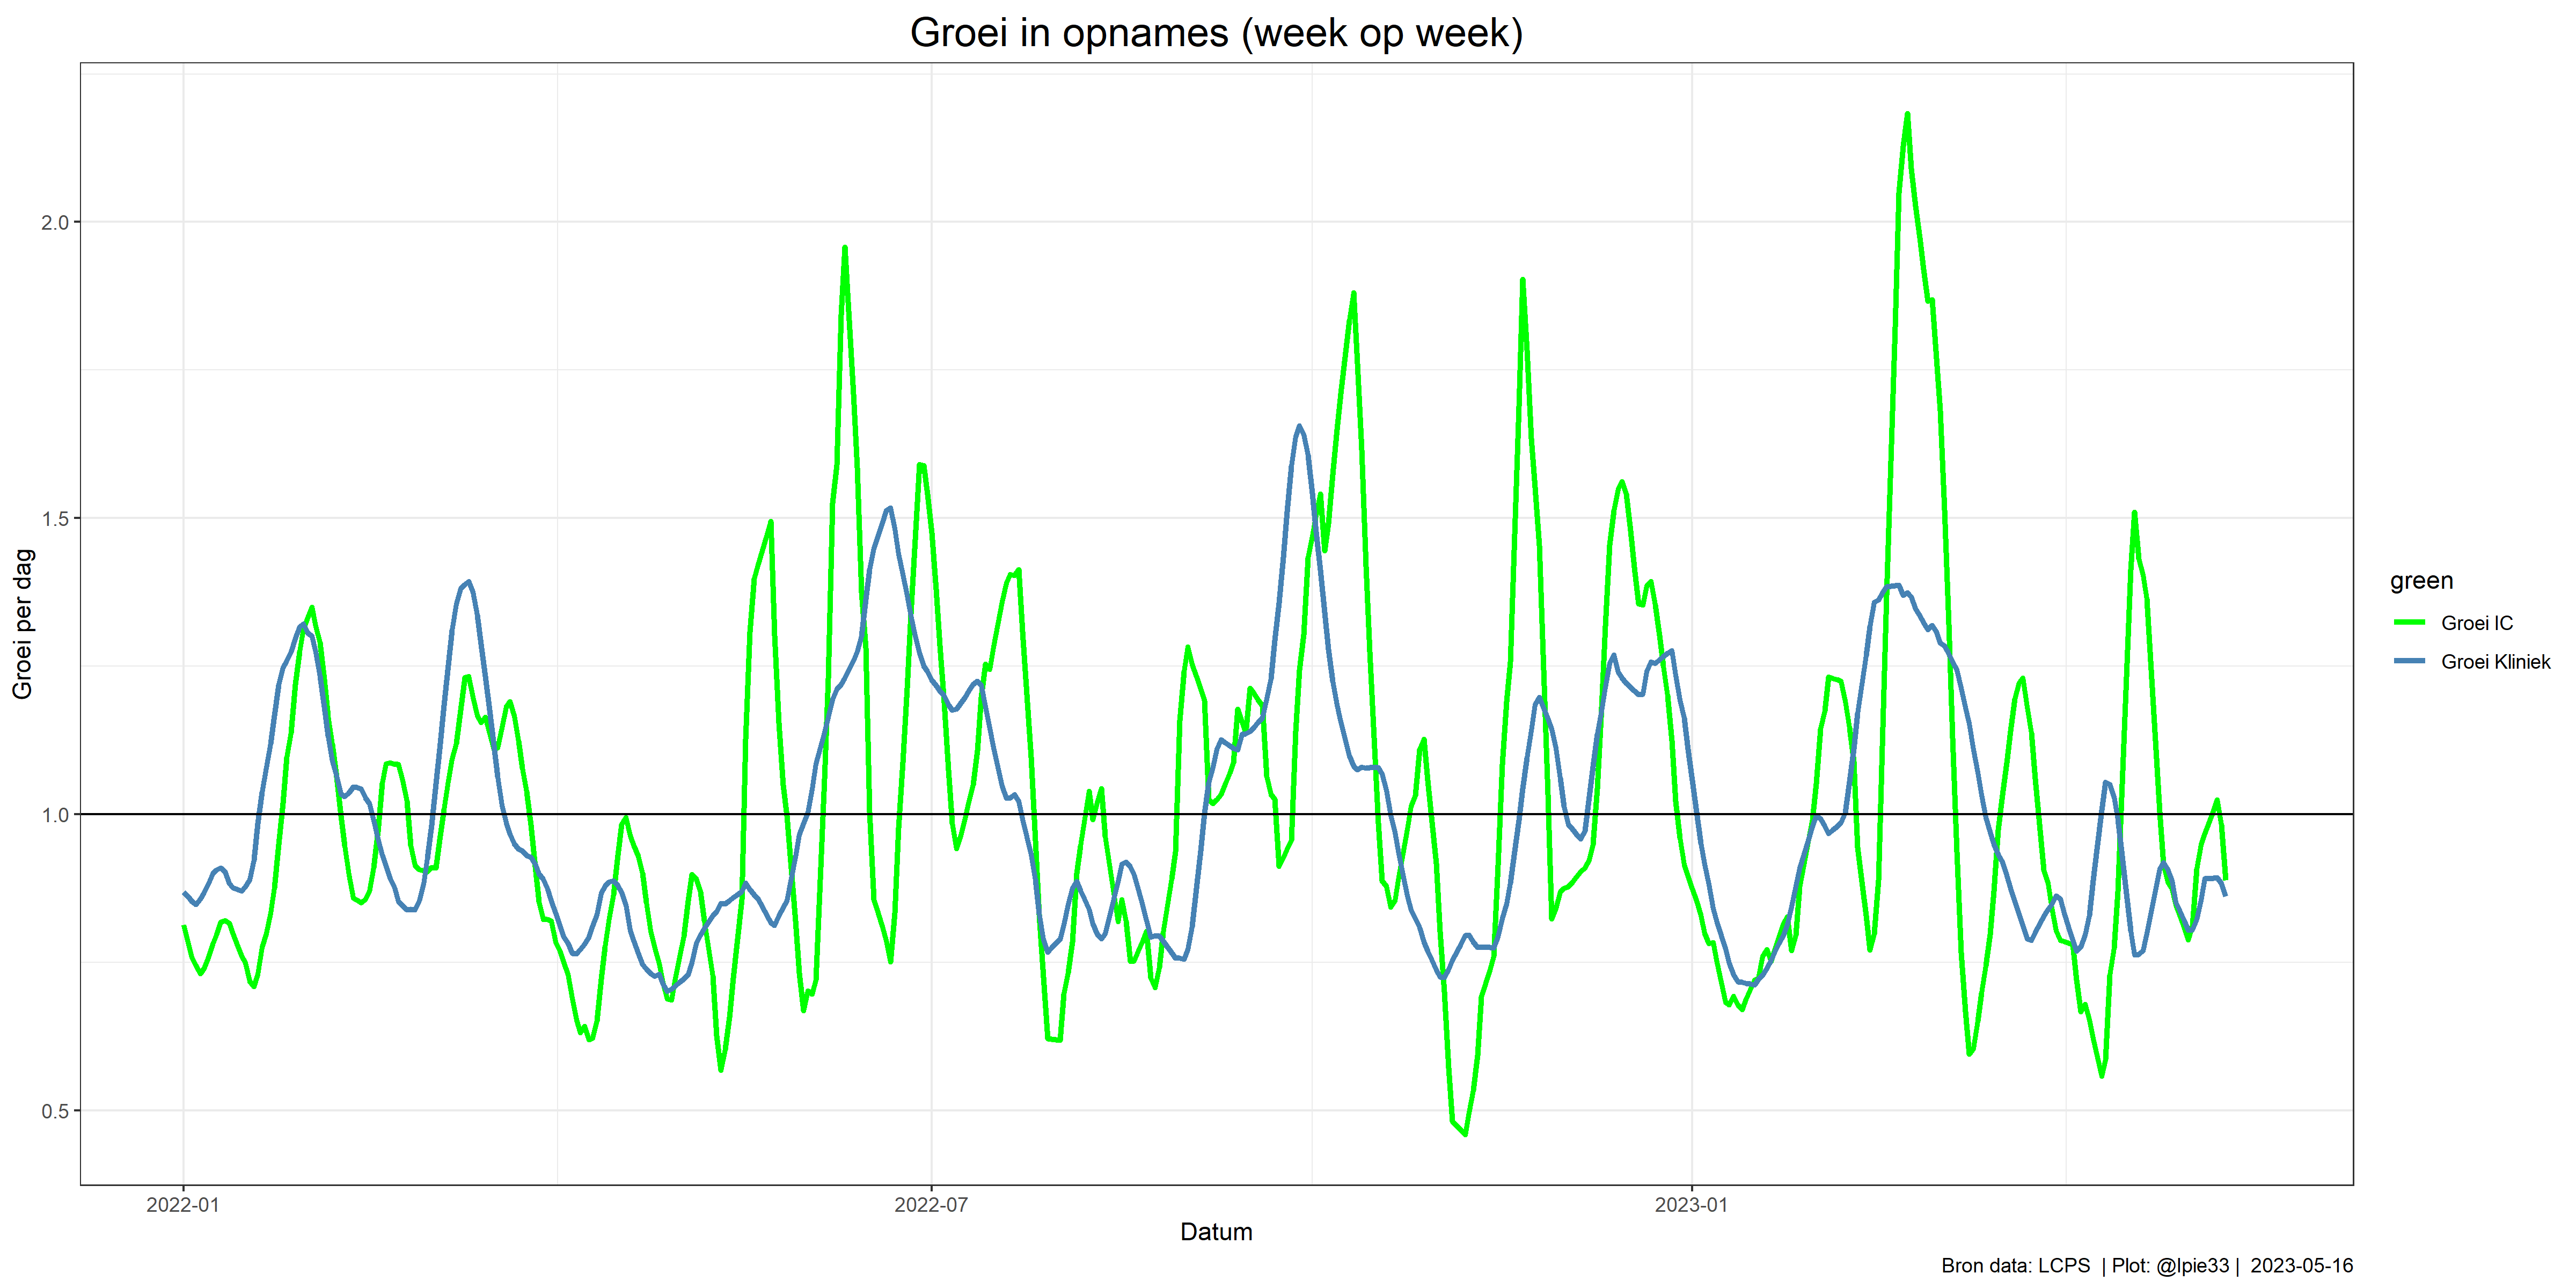 Groei in opnames (week op week)
Groei per dag
2.0
1.5
1.0
0.5
2022-01
2022-07
2023-01
Datum
green
Groei IC
Groei Kliniek
Bron data: LCPS | Plot: @lpie33 | 2023-05-16